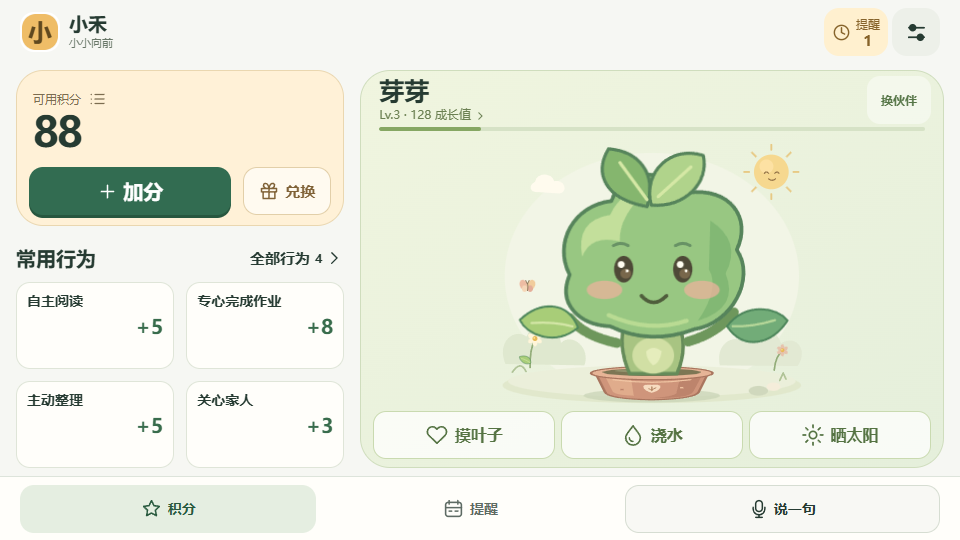 小
小禾
小小向前
提醒
1
可用积分
88
+ 加分
兑换
芽芽
Lv.3 · 128 成长值 >
换伙伴
常用行为
全部行为 4 >
自主阅读
+5
专心完成作业
+8
主动整理
+5
关心家人
+3
摸叶子
浇水
晒太阳
积分
提醒
说一句